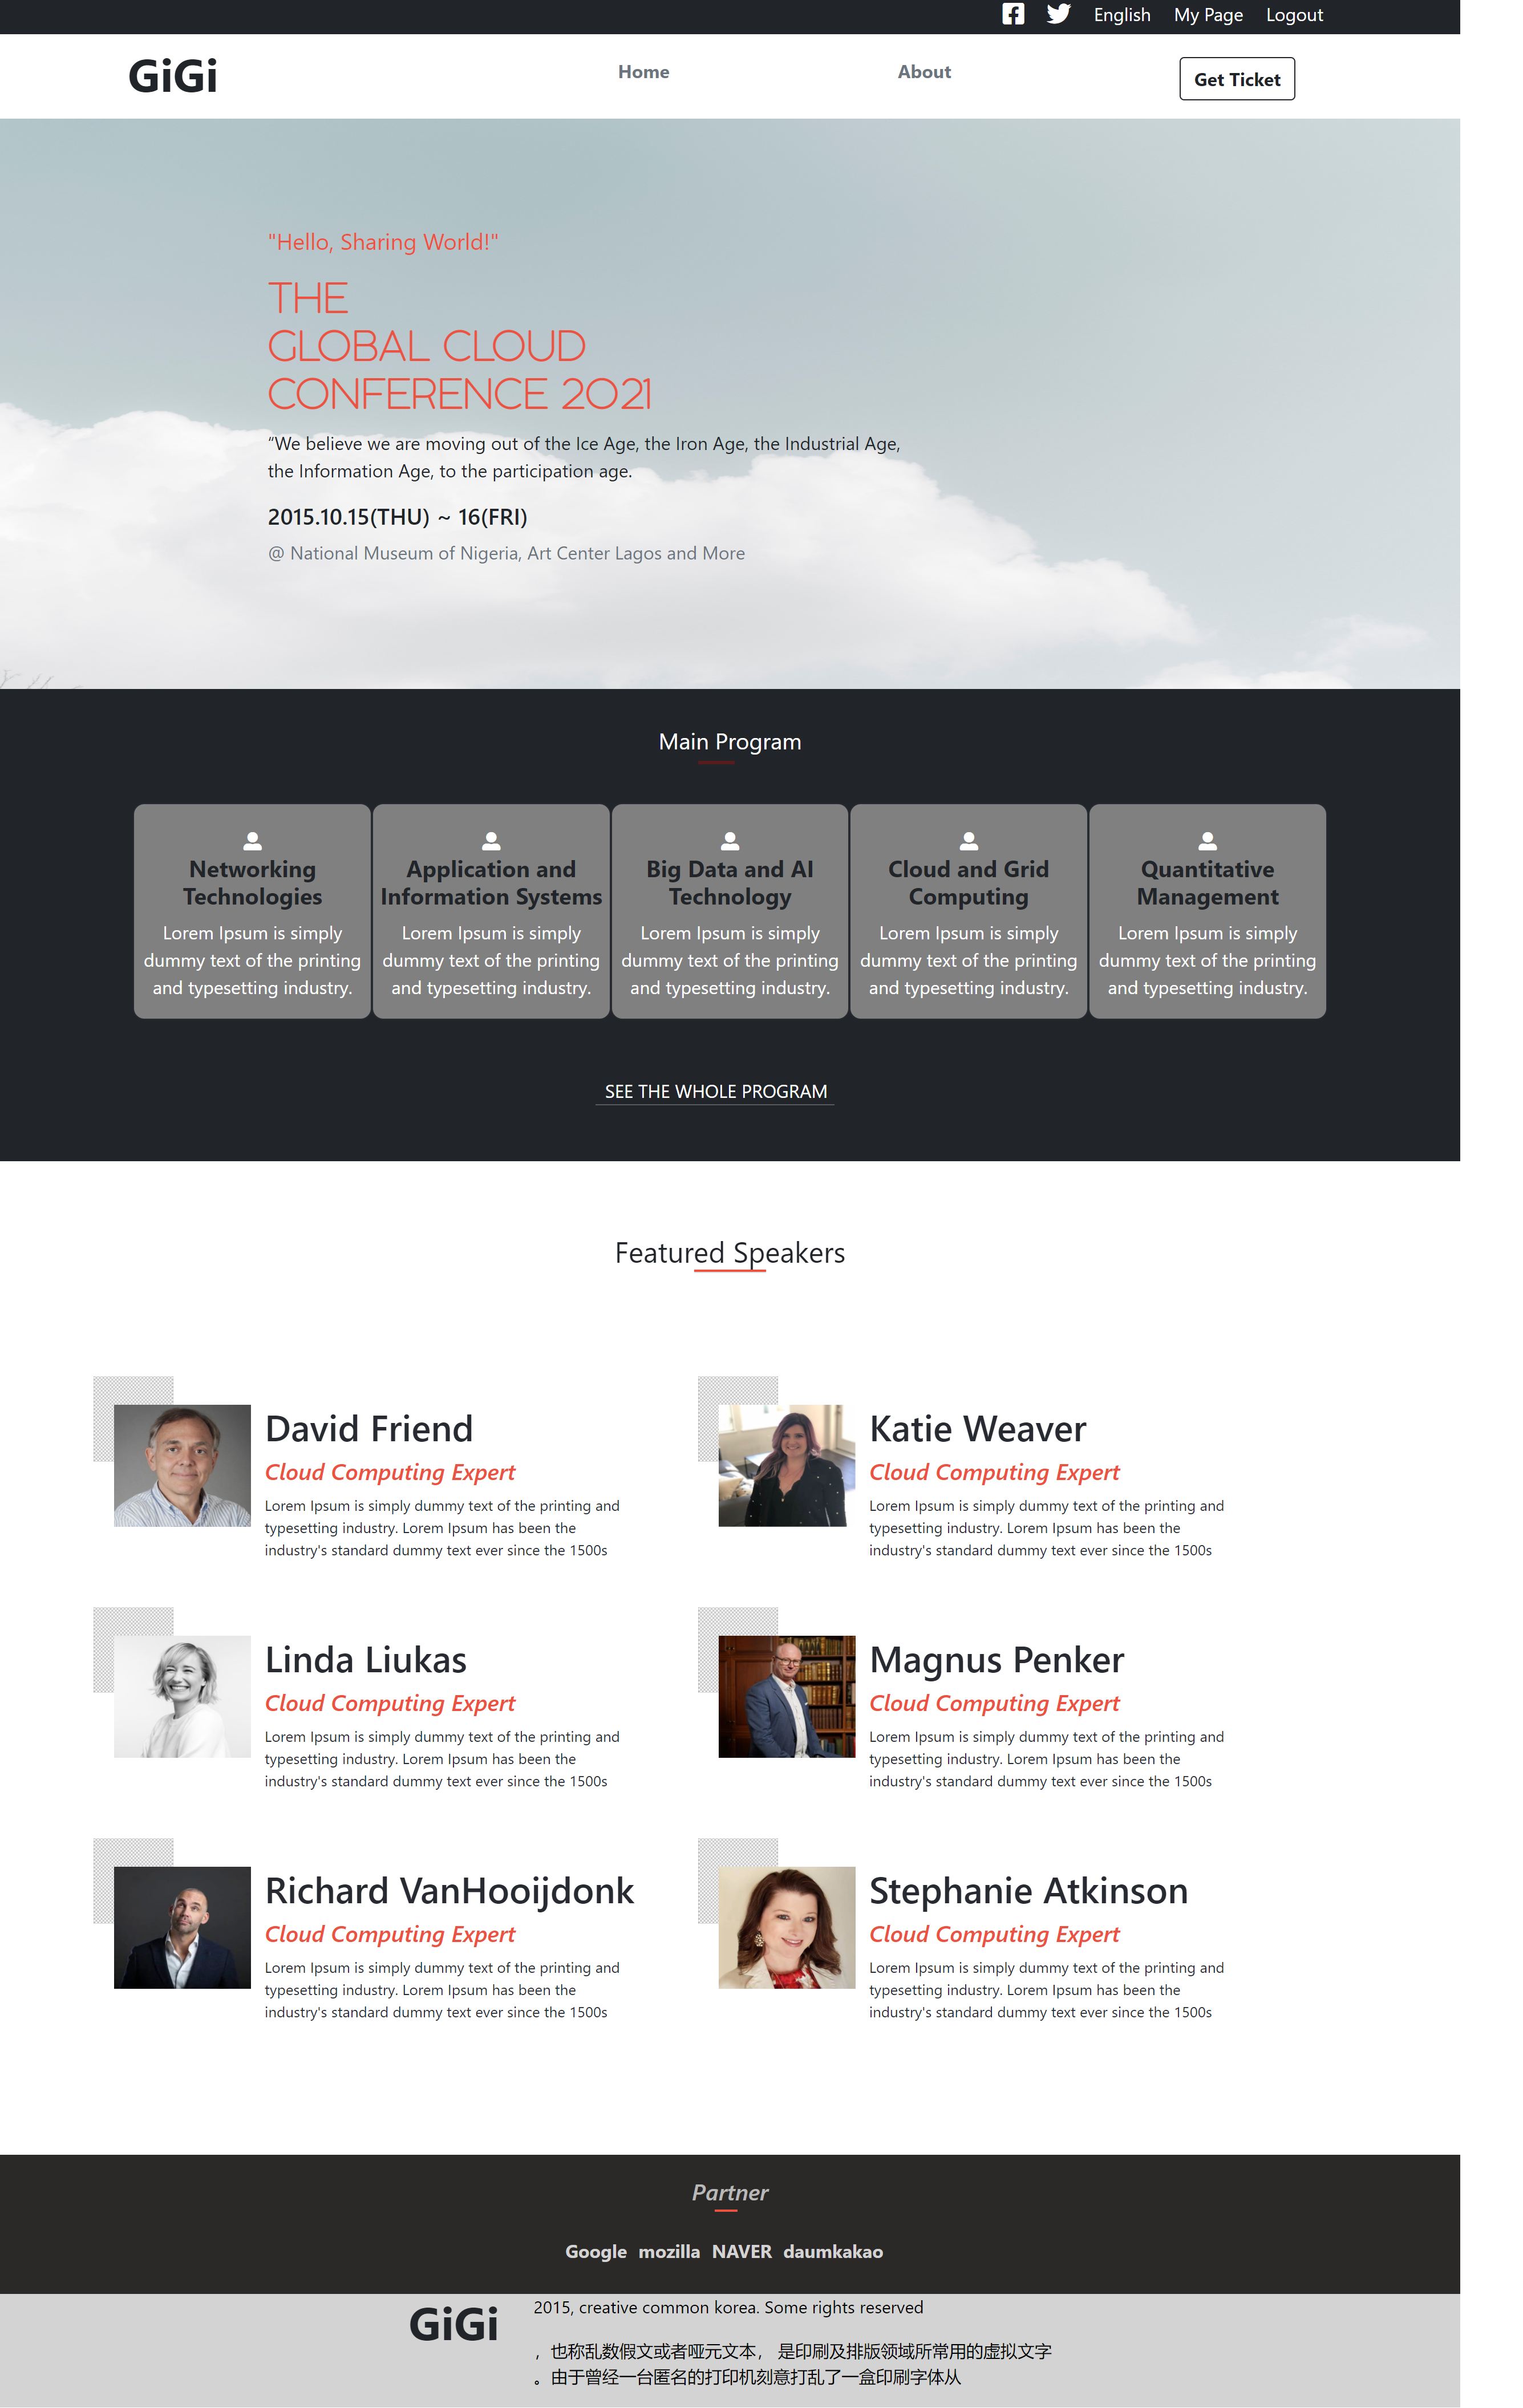 English My Page Logout
GiGi Home About Get Ticket
"Hello, Sharing World!"
THE
GLOBAL CLOUD
CONFERENCE 2021
“We believe we are moving out of the Ice Age, the Iron Age, the Industrial Age,
the Information Age, to the participation age.
2015.10.15(THU) ~ 16(FRI)
@ National Museum of Nigeria, Art Center Lagos and More
Main Program
Networking
Technologies
Lorem Ipsum is simply
dummy text of the printing
and typesetting industry.
Application and
Information Systems
Lorem Ipsum is simply
dummy text of the printing
and typesetting industry.
Big Data and AI
Technology
Lorem Ipsum is simply
dummy text of the printing
and typesetting industry.
Cloud and Grid
Computing
Lorem Ipsum is simply
dummy text of the printing
and typesetting industry.
Quantitative
Management
Lorem Ipsum is simply
dummy text of the printing
and typesetting industry.
SEE THE WHOLE PROGRAM
Featured Speakers
David Friend
Cloud Computing Expert
Lorem Ipsum is simply dummy text of the printing and
typesetting industry. Lorem Ipsum has been the
industry's standard dummy text ever since the 1500s
Katie Weaver
Cloud Computing Expert
Lorem Ipsum is simply dummy text of the printing and
typesetting industry. Lorem Ipsum has been the
industry's standard dummy text ever since the 1500s
Linda Liukas
Cloud Computing Expert
Lorem Ipsum is simply dummy text of the printing and
typesetting industry. Lorem Ipsum has been the
industry's standard dummy text ever since the 1500s
Magnus Penker
Cloud Computing Expert
Lorem Ipsum is simply dummy text of the printing and
typesetting industry. Lorem Ipsum has been the
industry's standard dummy text ever since the 1500s
Richard VanHooijdonk
Cloud Computing Expert
Lorem Ipsum is simply dummy text of the printing and
typesetting industry. Lorem Ipsum has been the
industry's standard dummy text ever since the 1500s
Stephanie Atkinson
Cloud Computing Expert
Lorem Ipsum is simply dummy text of the printing and
typesetting industry. Lorem Ipsum has been the
industry's standard dummy text ever since the 1500s
Partner
Google mozilla NAVER daumkakao
GiGi
2015, creative common korea. Some rights reserved
，也称乱数假文或者哑元文本， 是印刷及排版领域所常用的虚拟文字
。由于曾经一台匿名的打印机刻意打乱了一盒印刷字体从